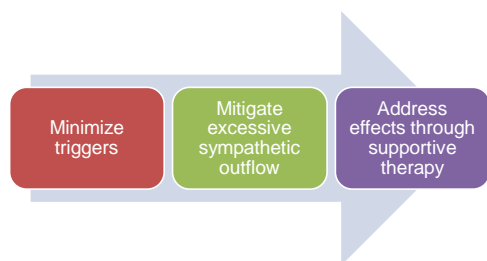 Minimize
triggers
Mitigate
excessive
sympathetic
outflow
Address
effects through
supportive
therapy